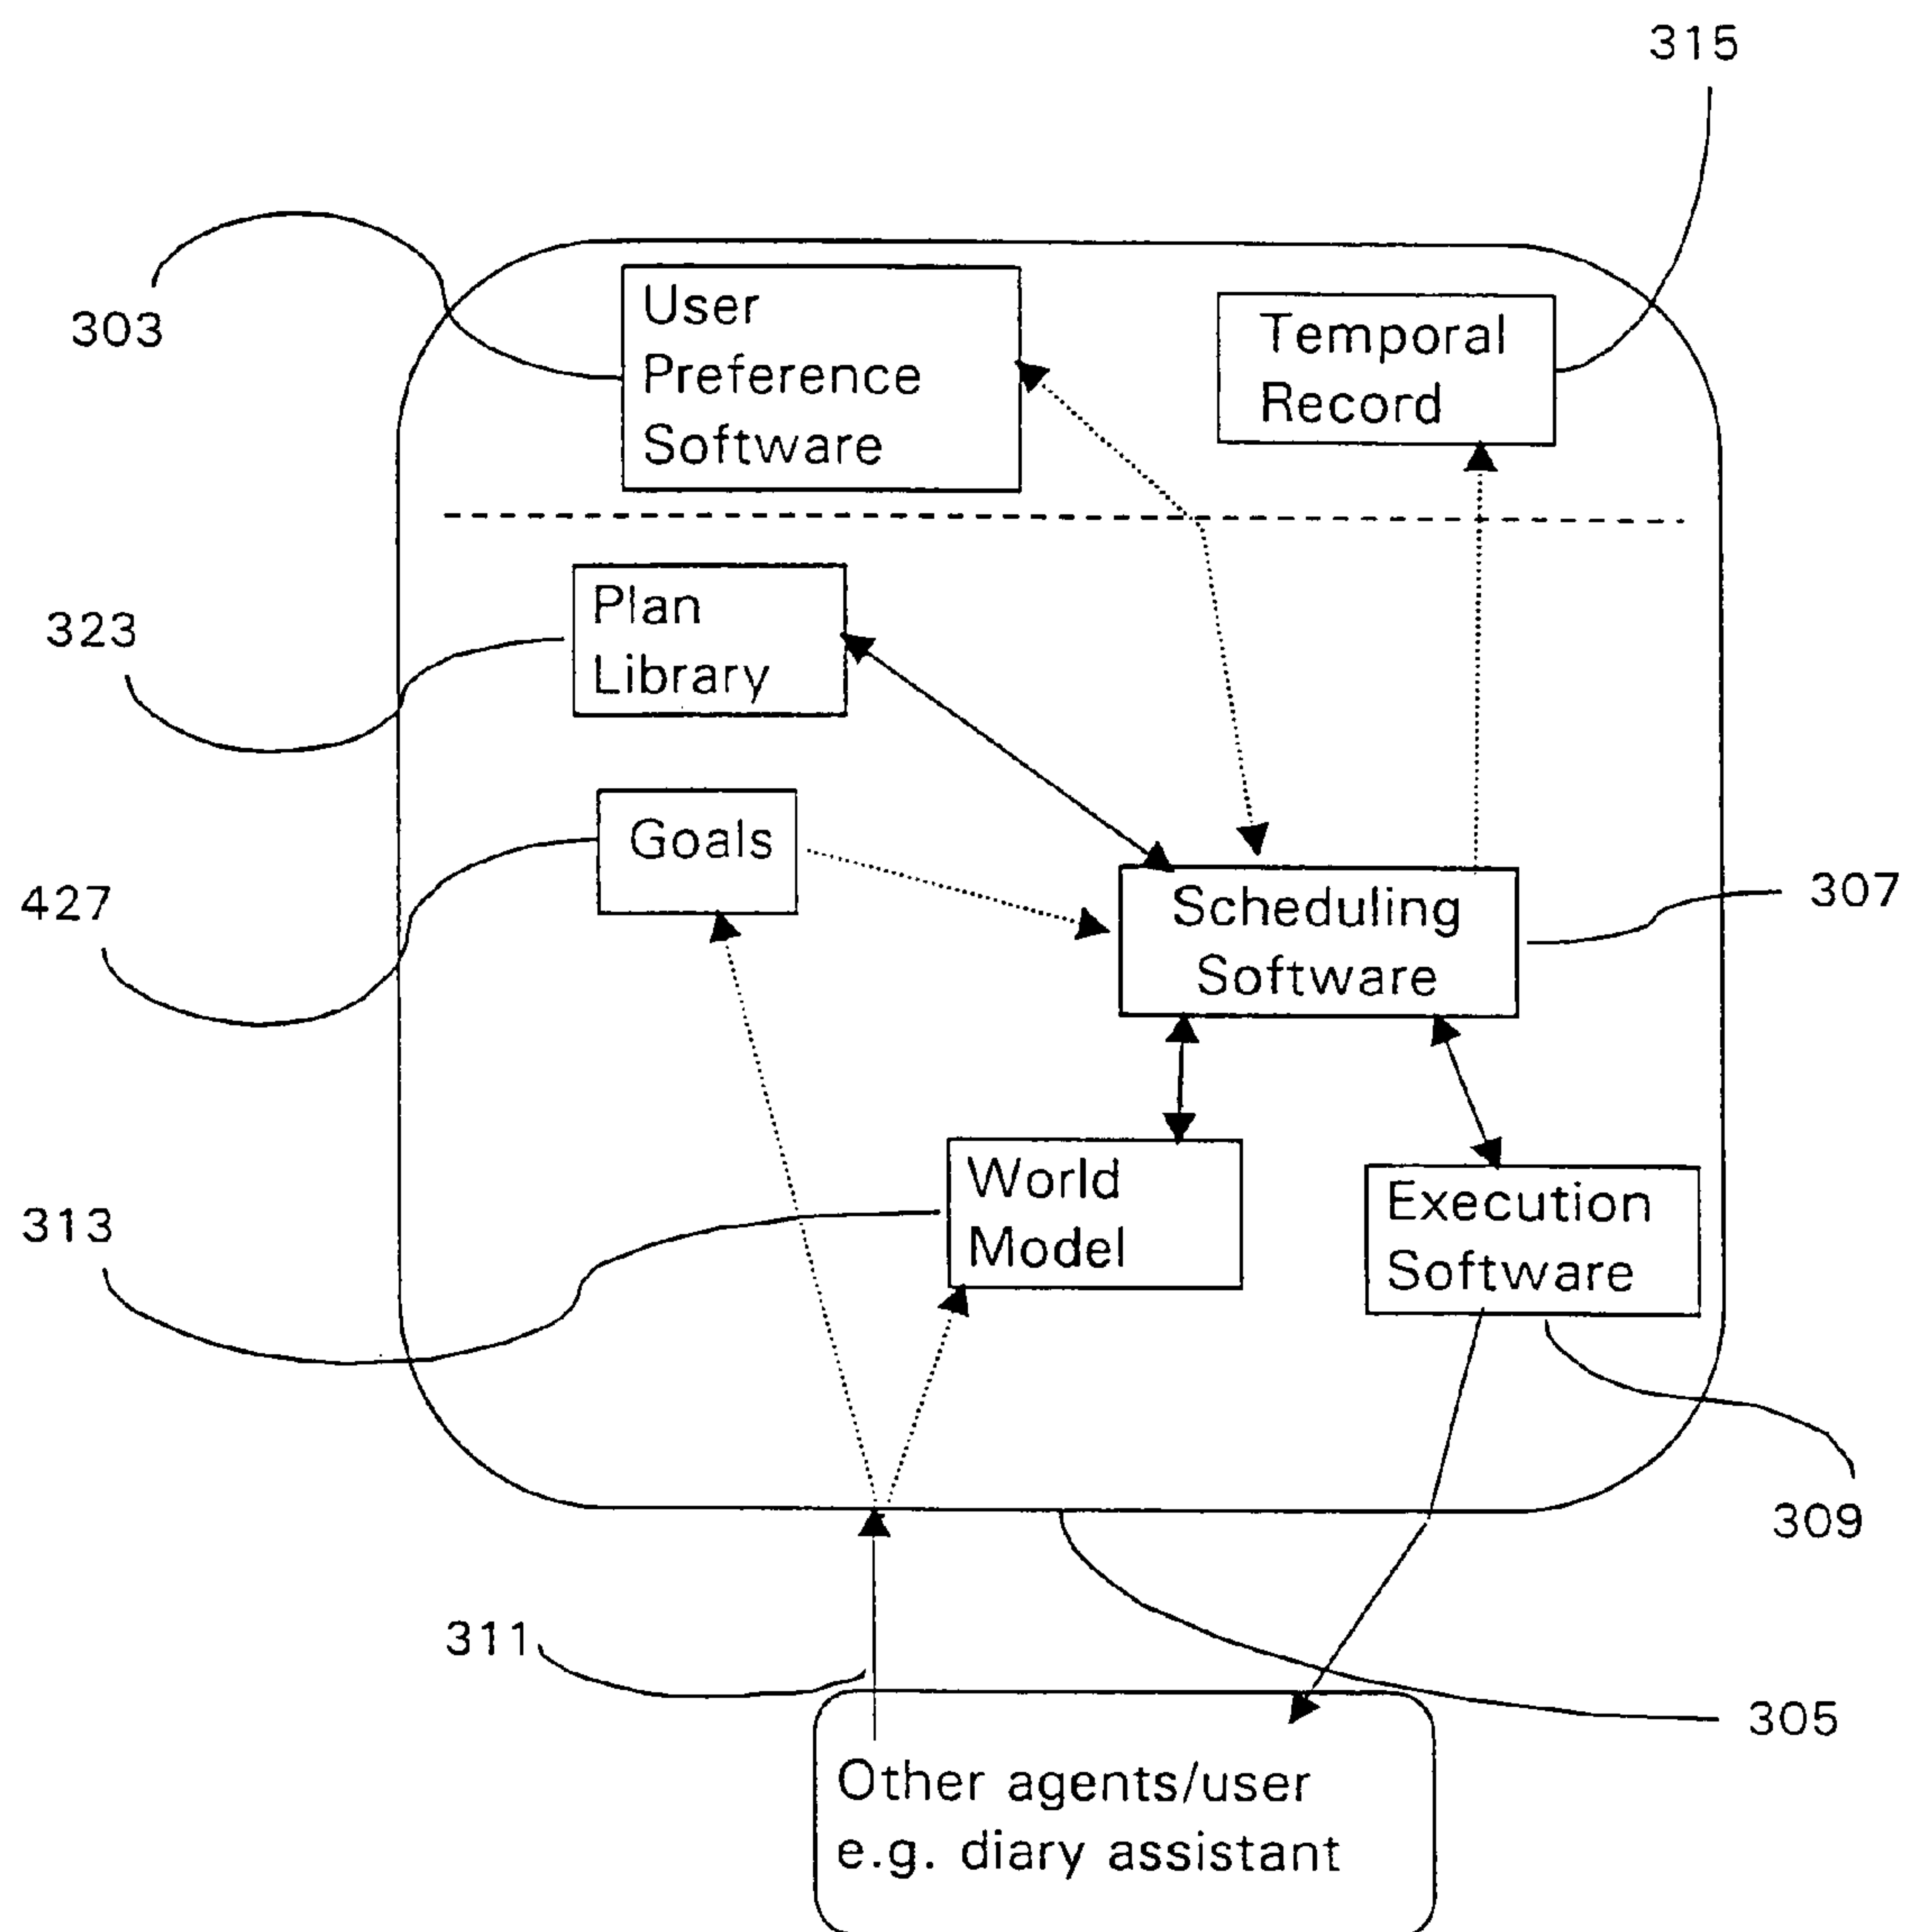 315
303
User
Preference
Software
Temporal
Record
323
Plan
Library
427
Goals
Scheduling
Software
307
313
World
Model
Execution
Software
309
311
305
Other agents/user
e.g. diary assistant